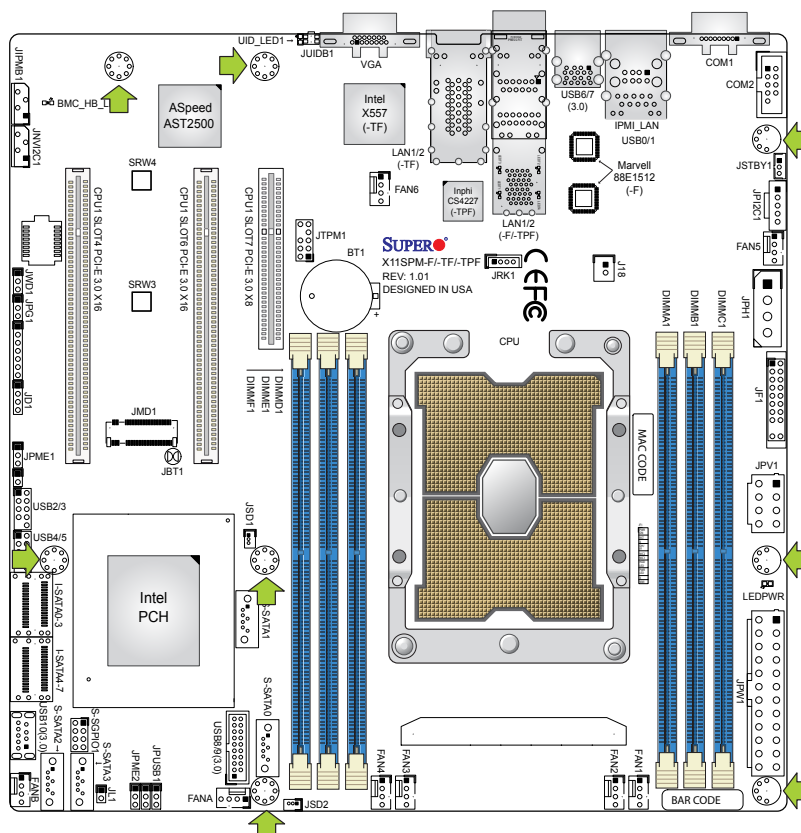 UID_LED1
JUIDB1
VGA
COM1
JIPMB1
BMC_HB_L
ASpeed
AST2500
Intel
X557
(-TF)
USB6/7
(3.0)
IPMI_LAN
USB0/1
COM2
JNVI2C1
LAN1/2
(-TF)
Marvell
88E1512
(-F)
JSTBY1
SRW4
FAN6
Inphi
CS4227
(-TPF)
JPI2C1
CPU1 SLOT4 PCI-E 3.0 X16
CPU1 SLOT6 PCI-E 3.0 X16
CPU1 SLOT7 PCI-E 3.0 X8
JTPM1
LAN1/2
(-F/-TPF)
FAN5
SUPER
BT1
X11SPM-F/-TF/-TPF
REV: 1.01
DESIGNED IN USA
JRK1
J18
JWD1
JPG1
SRW3
+
JPH1
DIMMA1
DIMMB1
DIMMC1
CPU
JD1
DIMMF1
DIMME1
DIMMD1
JF1
JMD1
JPME1
JBT1
MAC CODE
JPV1
USB2/3
JSD1
USB4/5
LEDPWR
Intel
PCH
I-SATA0-3
S-SATA1
I-SATA4-7
JPW1
USB10(3.0)
S-SATA2
S-SGPIO1
S-SATA3
S-SATA0
USB8/9(3.0)
FANB
JL1
JPME2
JPUSB1
FANA
JSD2
FAN4
FAN3
FAN2
FAN1
BAR CODE